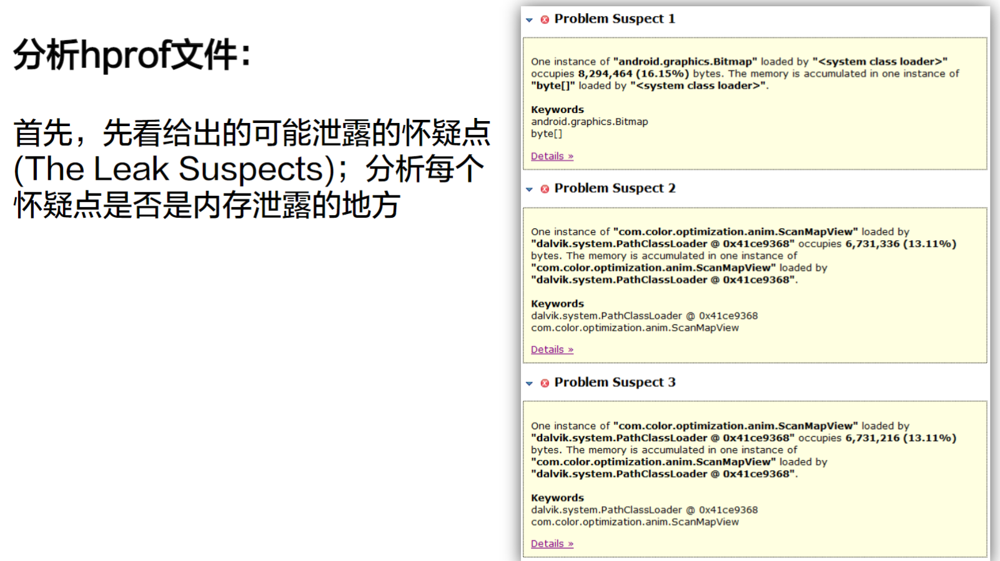 分析hprof文件：
首先，先看给出的可能泄露的怀疑点
(The Leak Suspects)；分析每个
怀疑点是否是内存泄露的地方
Problem Suspect 1
One instance of "android.graphics.Bitmap" loaded by "<system class loader>"
occupies 8,294,464 (16.15%) bytes. The memory is accumulated in one instance of
"byte[]" loaded by "<system class loader>".
Keywords
android.graphics.Bitmap
byte[]
Details »
Problem Suspect 2
One instance of "com.color.optimization.anim.ScanMapView" loaded by
"dalvik.system.PathClassLoader @ 0x41ce9368" occupies 6,731,336 (13.11%)
bytes. The memory is accumulated in one instance of
"com.color.optimization.anim.ScanMapView" loaded by
"dalvik.system.PathClassLoader @ 0x41ce9368".
Keywords
dalvik.system.PathClassLoader @ 0x41ce9368
com.color.optimization.anim.ScanMapView
Details »
Problem Suspect 3
One instance of "com.color.optimization.anim.ScanMapView" loaded by
"dalvik.system.PathClassLoader @ 0x41ce9368" occupies 6,731,216 (13.11%)
bytes. The memory is accumulated in one instance of
"com.color.optimization.anim.ScanMapView" loaded by
"dalvik.system.PathClassLoader @ 0x41ce9368".
Keywords
dalvik.system.PathClassLoader @ 0x41ce9368
com.color.optimization.anim.ScanMapView
Details »